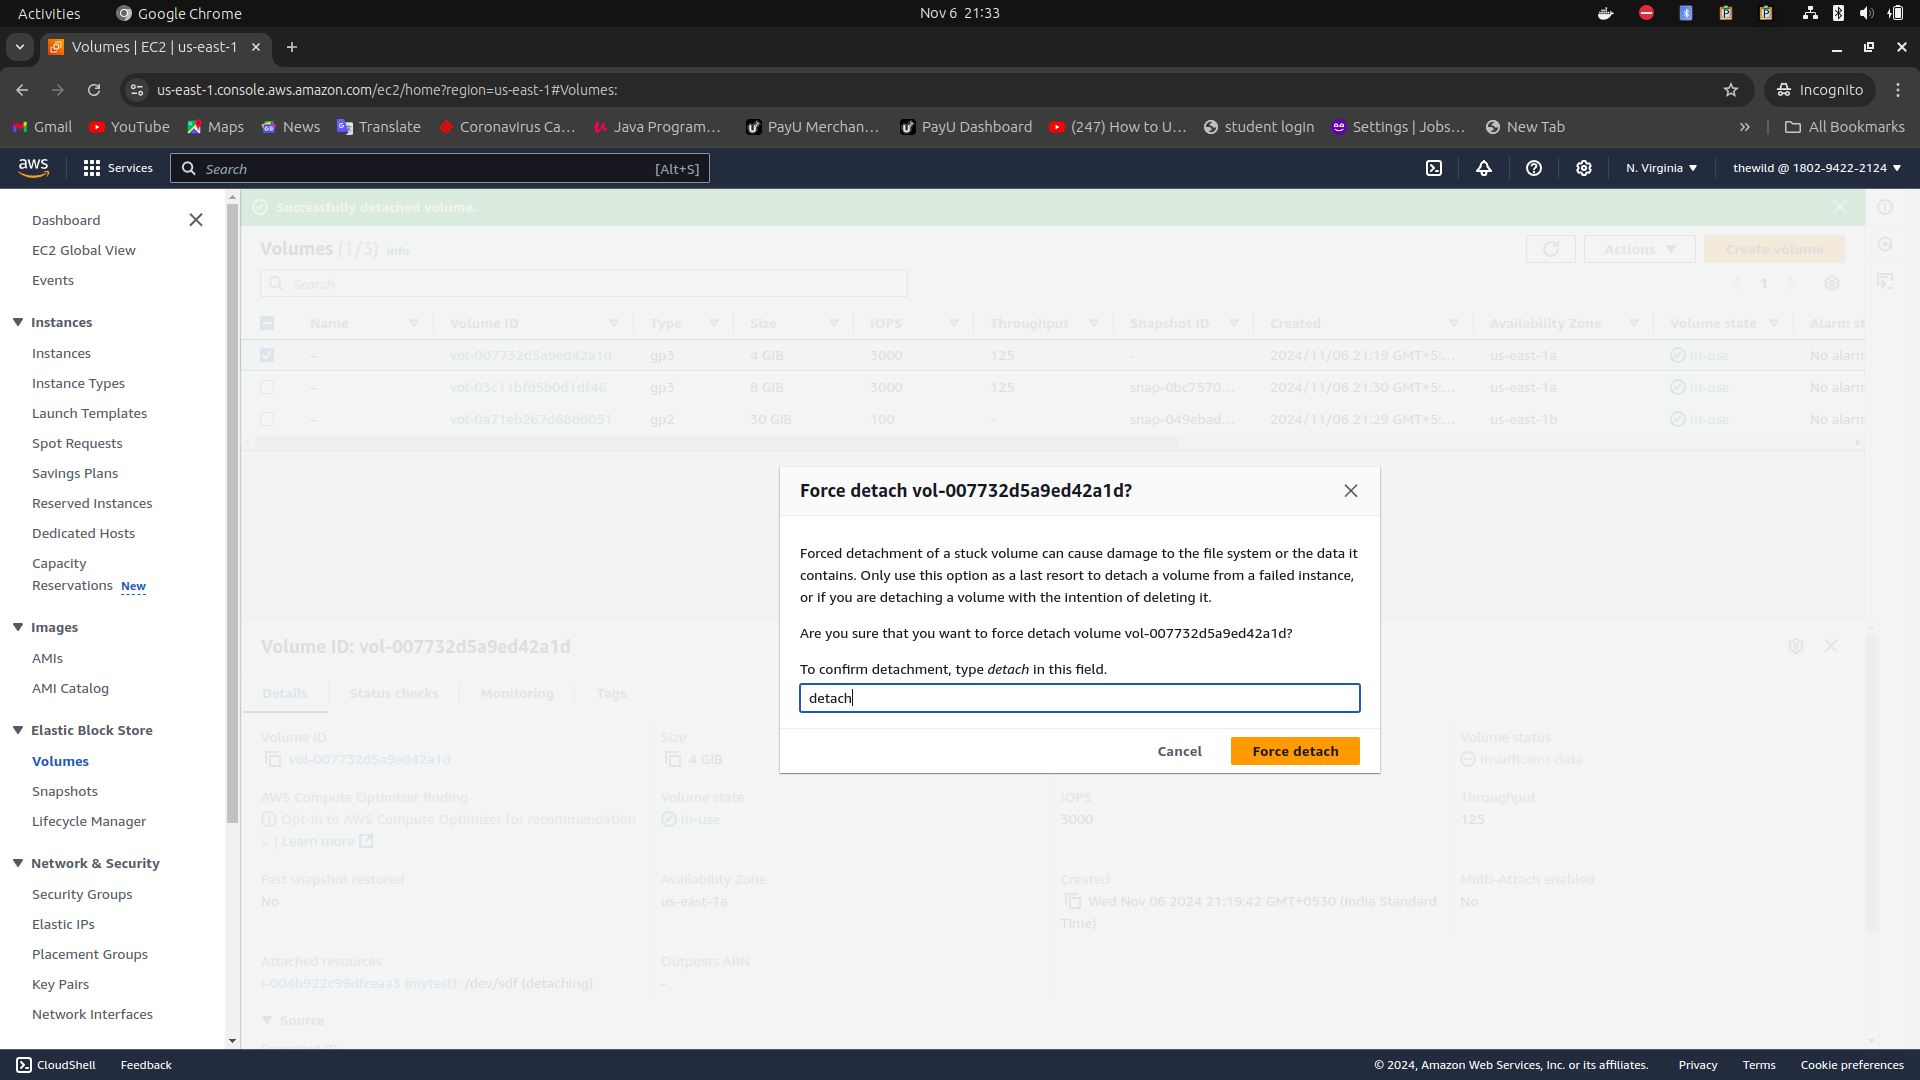 Activities
Google Chrome
Nov 6 21:33
Volumes | EC2 | us-east-1
us-east-1.console.aws.amazon.com/ec2/home?region=us-east-1#Volumes:
Incognito
Gmail
YouTube
Maps
News
Translate
Coronavirus Ca...
Java Program...
PayU Merchan...
PayU Dashboard
(247) How to U...
student login
Settings | Jobs...
New Tab
All Bookmarks
aws
Services
Search
[Alt+S]
N. Virginia
thewild @ 1802-9422-2124
Dashboard
EC2 Global View
Events
Instances
Instances
Instance Types
Launch Templates
Spot Requests
Savings Plans
Reserved Instances
Dedicated Hosts
Capacity
Reservations New
Images
AMIs
AMI Catalog
Elastic Block Store
Volumes
Snapshots
Lifecycle Manager
Network & Security
Security Groups
Elastic IPs
Placement Groups
Key Pairs
Network Interfaces
Successfully detached volume.
Volumes (1/3) Info
Actions
Create volume
Search
1
Name Volume ID Type Size IOPS Throughput Snapshot ID Created Availability Zone Volume state Alarm st
– vol-007732d5a9ed42a1d gp3 4 GiB 3000 125 – 2024/11/06 21:19 GMT+5:... us-east-1a In-use No alarm
– vol-03c11bfd5b0d1df46 gp3 8 GiB 3000 125 snap-0bc7570... 2024/11/06 21:30 GMT+5:... us-east-1a In-use No alarm
– vol-0a71eb267d68dd051 gp2 30 GiB 100 – snap-049ebad... 2024/11/06 21:29 GMT+5:... us-east-1b In-use No alarm
Force detach vol-007732d5a9ed42a1d?
Forced detachment of a stuck volume can cause damage to the file system or the data it
contains. Only use this option as a last resort to detach a volume from a failed instance,
or if you are detaching a volume with the intention of deleting it.
Are you sure that you want to force detach volume vol-007732d5a9ed42a1d?
To confirm detachment, type detach in this field.
detach
Cancel
Force detach
Volume ID: vol-007732d5a9ed42a1d
Details
Status checks
Monitoring
Tags
Volume ID
vol-007732d5a9ed42a1d
Size
4 GiB
Volume status
Insufficient data
AWS Compute Optimizer finding
Opt-in to AWS Compute Optimizer for recommendation
s. | Learn more
Volume state
In-use
IOPS
3000
Throughput
125
Fast snapshot restored
No
Availability Zone
us-east-1a
Created
Wed Nov 06 2024 21:19:42 GMT+0530 (India Standard
Time)
Multi-Attach enabled
No
Attached resources
i-004b922c99dfceaa3 (mytest): /dev/sdf (detaching)
Outposts ARN
–
Source
Snapshot ID
CloudShell
Feedback
© 2024, Amazon Web Services, Inc. or its affiliates.
Privacy
Terms
Cookie preferences